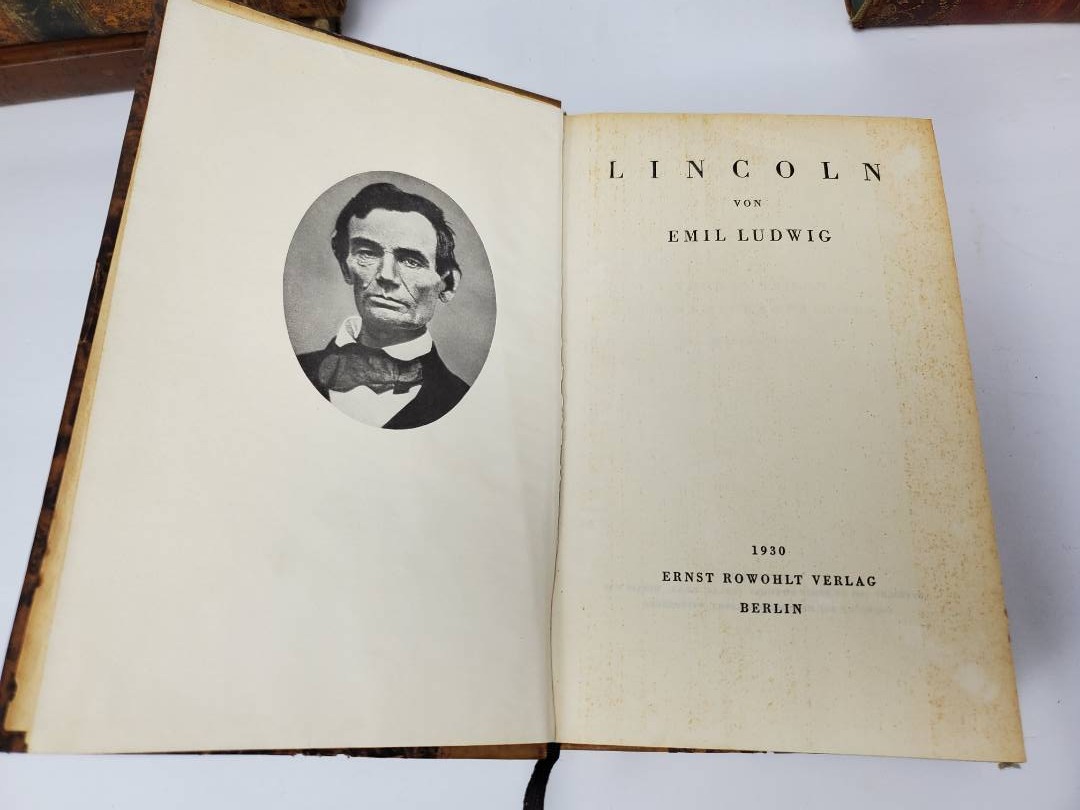 LINCOLN
VON
EMIL LUDWIG
1930
ERNST ROWOHLT VERLAG
BERLIN